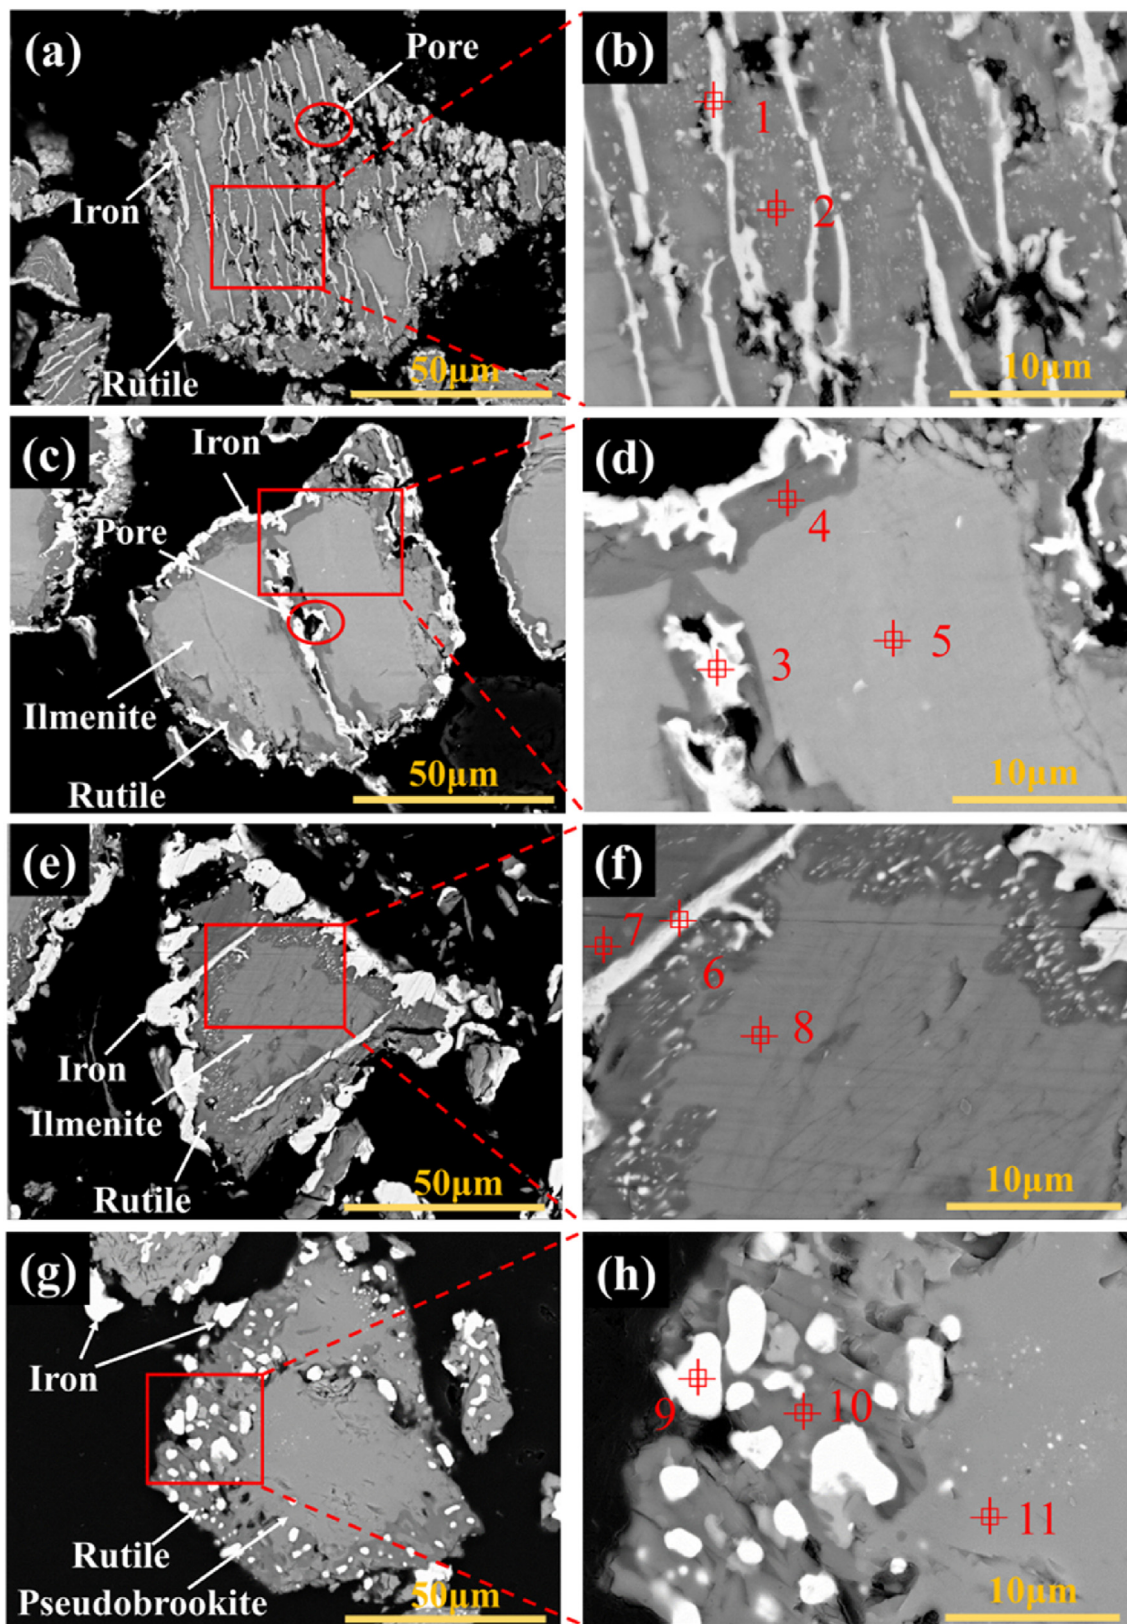 (a)
Pore
Iron
Rutile
50μm
(b)
1
2
10μm
(c)
Iron
Pore
Ilmenite
Rutile
50μm
(d)
4
5
3
10μm
(e)
Iron
Ilmenite
Rutile
50μm
(f)
7
6
8
10μm
(g)
Iron
Rutile
Pseudobrookite
50μm
(h)
9
10
11
10μm